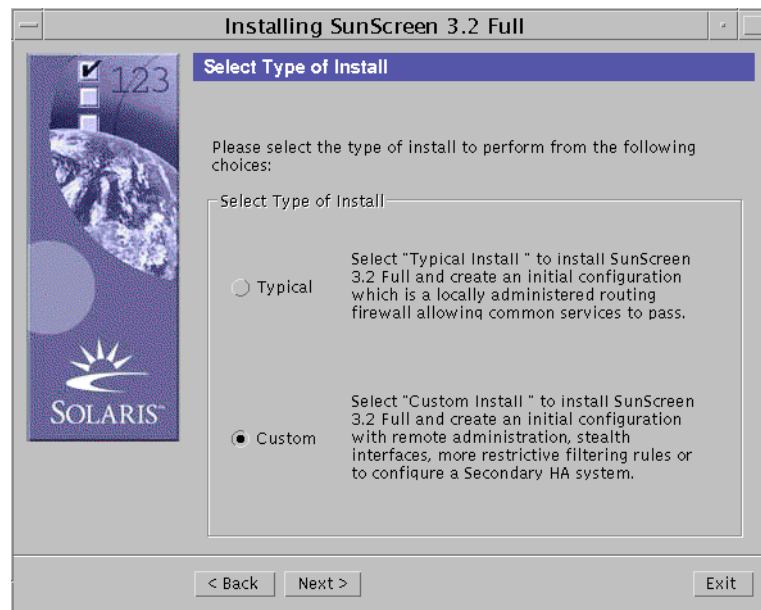 Installing SunScreen 3.2 Full
123
Select Type of Install
Please select the type of install to perform from the following
choices:
Select Type of Install
Typical
Select "Typical Install " to install SunScreen
3.2 Full and create an initial configuration
which is a locally administered routing
firewall allowing common services to pass.
Custom
Select "Custom Install " to install SunScreen
3.2 Full and create an initial configuration
with remote administration, stealth
interfaces, more restrictive filtering rules or
to configure a Secondary HA system.
SOLARIS™
< Back
Next >
Exit